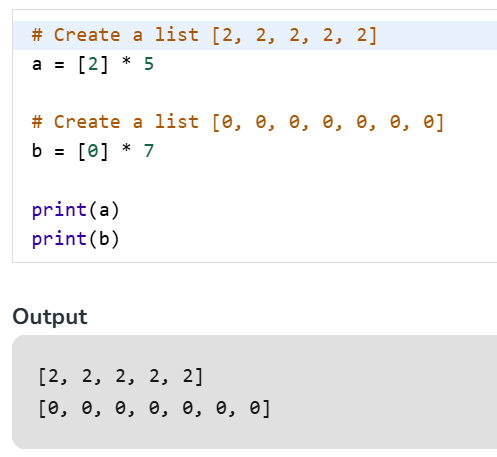 # Create a list [2, 2, 2, 2, 2]
a = [2] * 5
# Create a list [0, 0, 0, 0, 0, 0, 0]
b = [0] * 7
print(a)
print(b)
Output
[2, 2, 2, 2, 2]
[0, 0, 0, 0, 0, 0, 0]